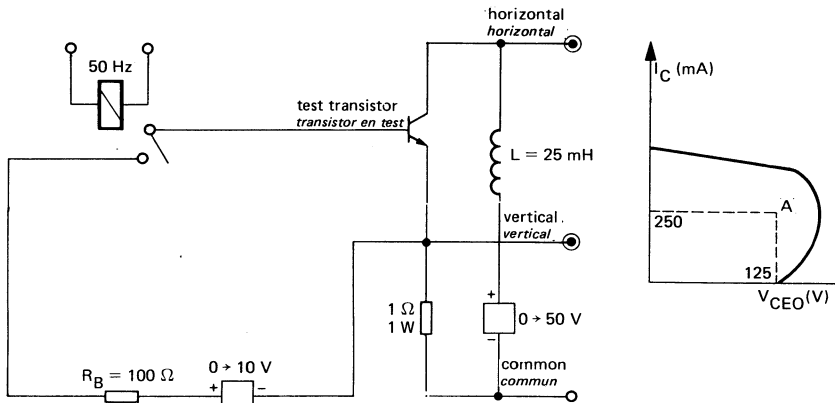 horizontal
horizontal
50 Hz
test transistor
transistor en test
L = 25 mH
vertical
vertical
1 Ω
1 W
+
0→50 V
−
common
commun
R_B = 100 Ω
0→10 V
+ −
I_C (mA)
A
250
125
V_CEO (V)